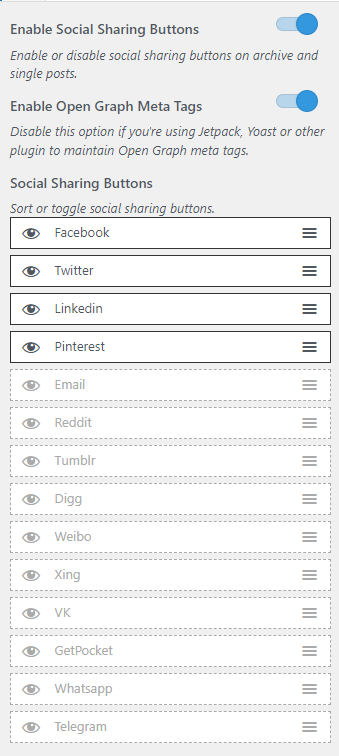 Enable Social Sharing Buttons
Enable or disable social sharing buttons on archive and
single posts.
Enable Open Graph Meta Tags
Disable this option if you're using Jetpack, Yoast or other
plugin to maintain Open Graph meta tags.
Social Sharing Buttons
Sort or toggle social sharing buttons.
Facebook
Twitter
Linkedin
Pinterest
Email
Reddit
Tumblr
Digg
Weibo
Xing
VK
GetPocket
Whatsapp
Telegram